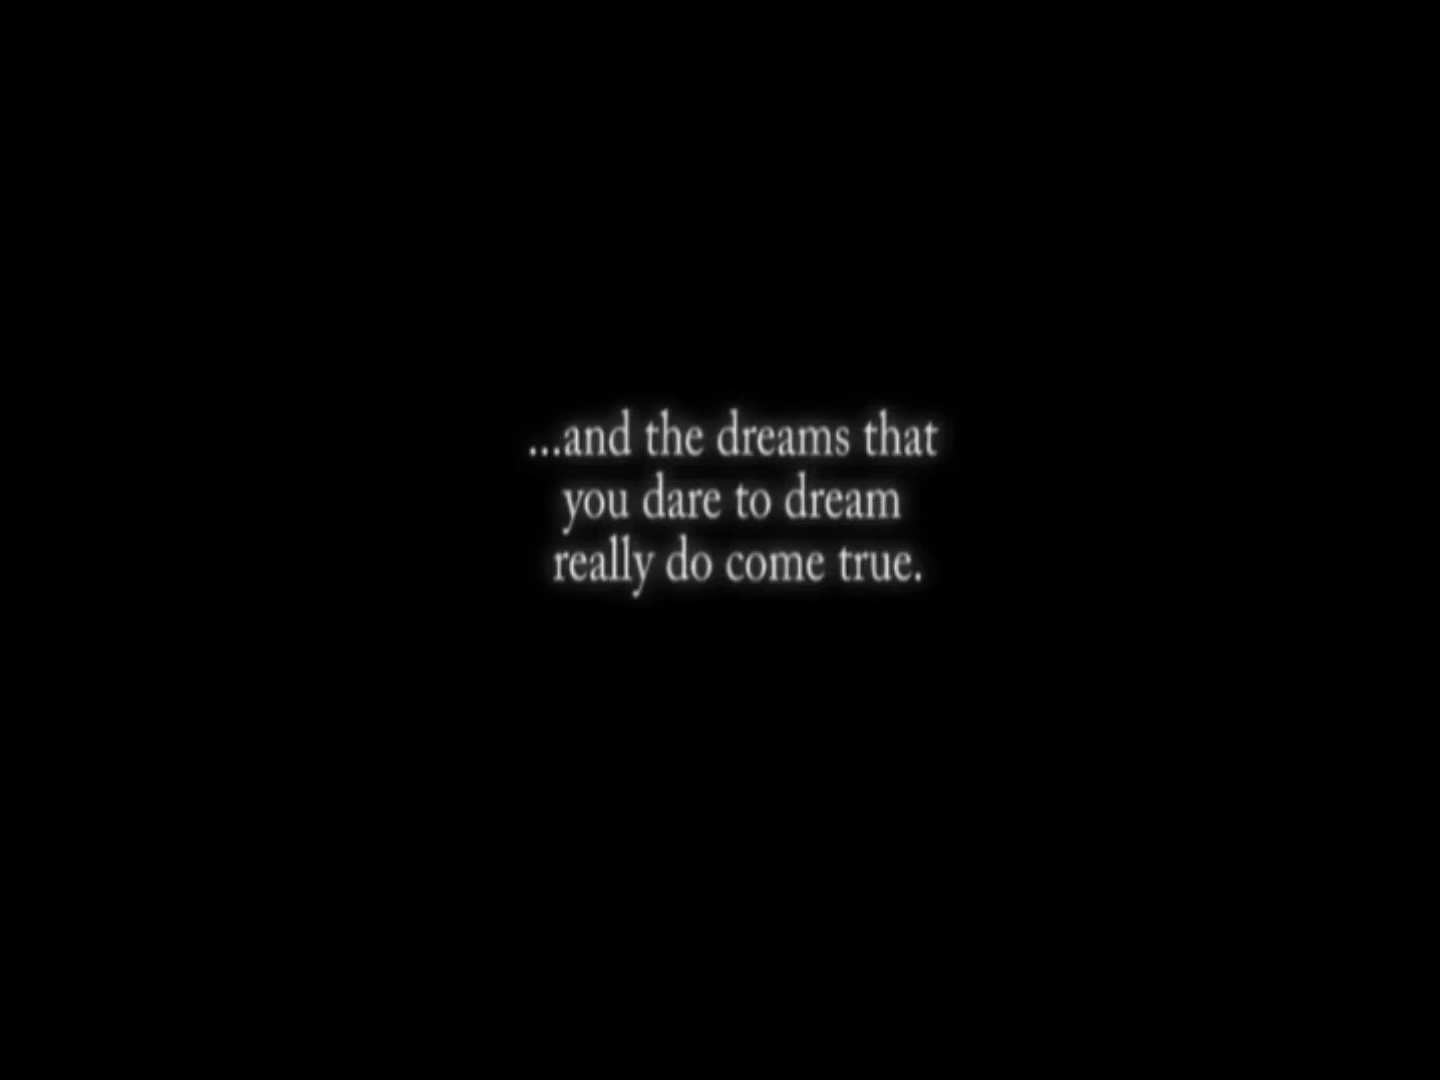 ...and the dreams that
you dare to dream
really do come true.